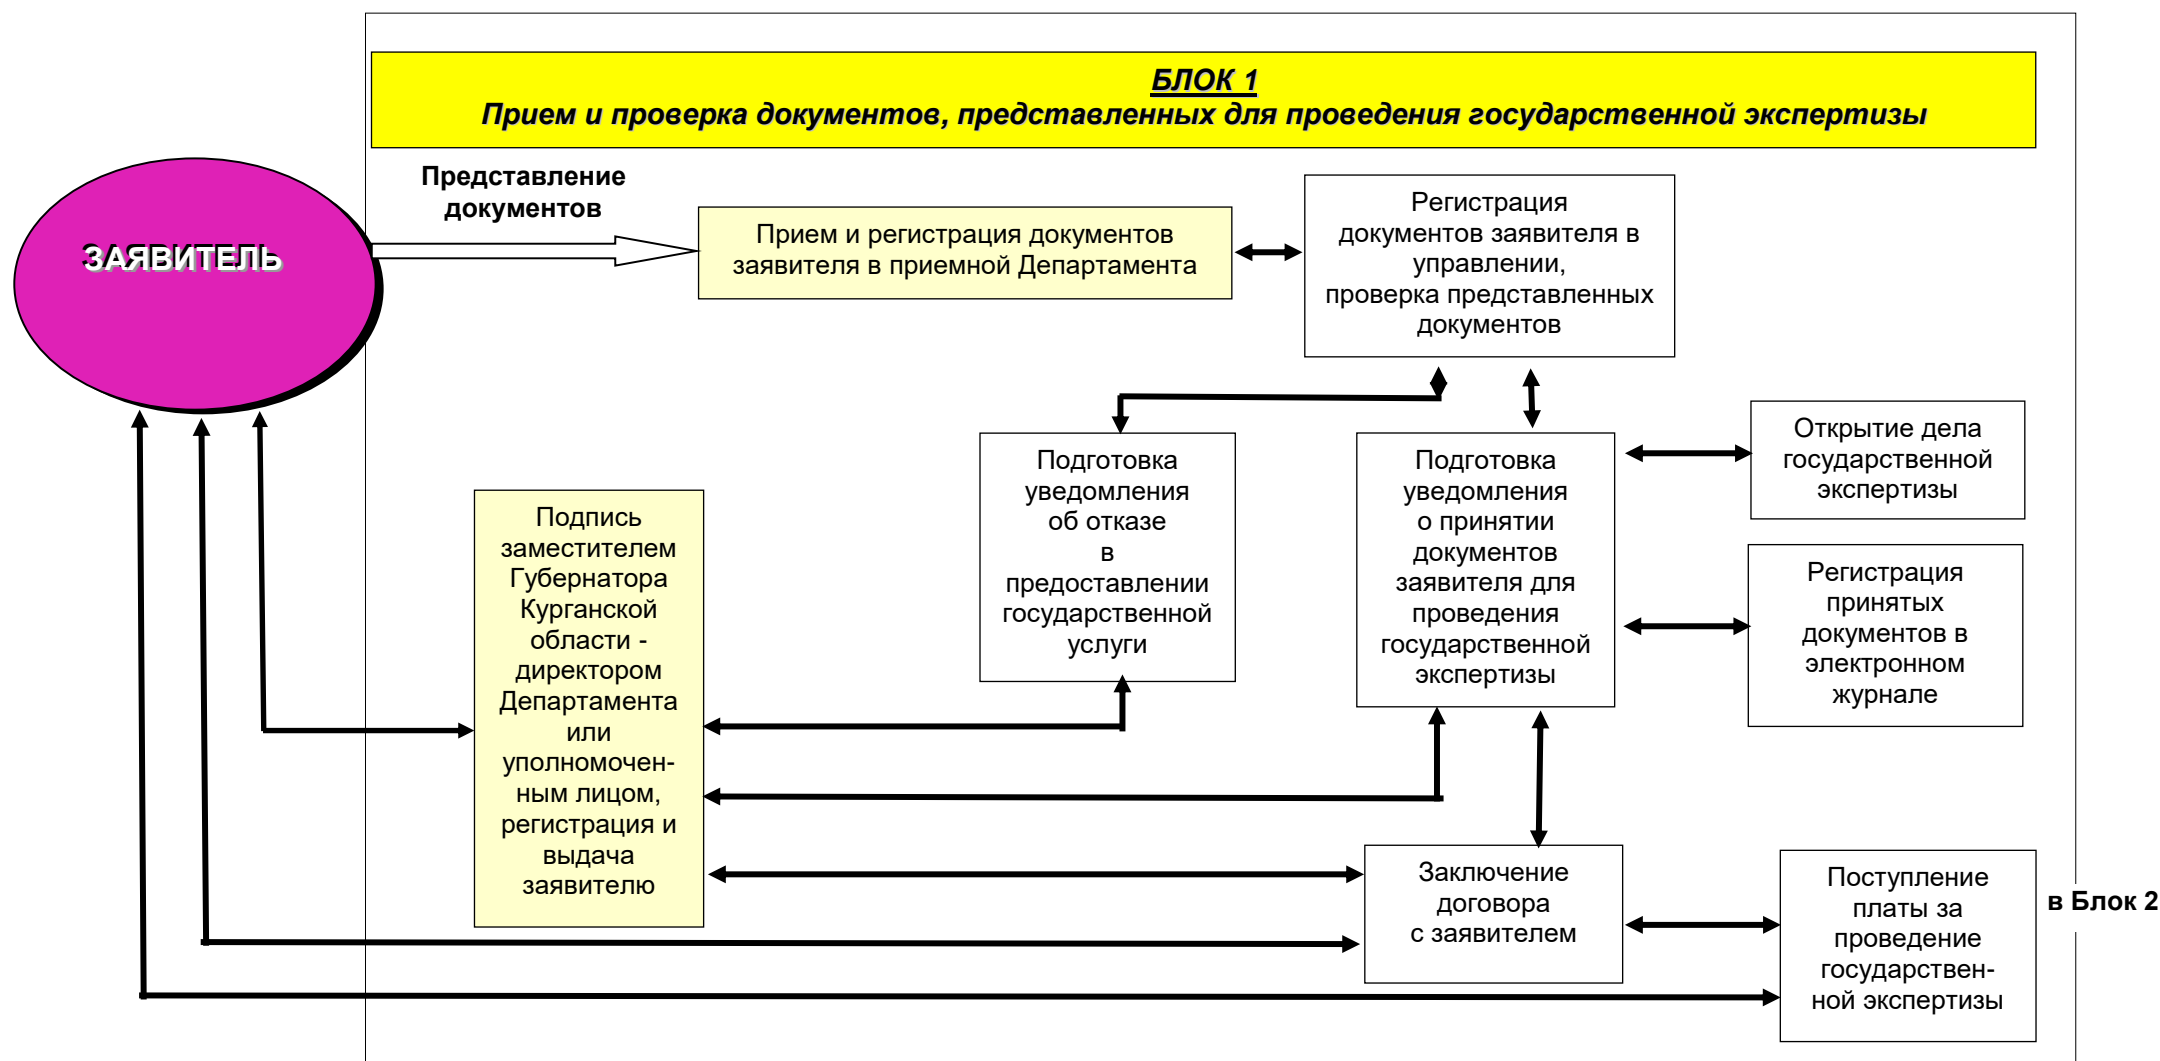 БЛОК 1
Прием и проверка документов, представленных для проведения государственной экспертизы
ЗАЯВИТЕЛЬ
Представление
документов
Прием и регистрация документов
заявителя в приемной Департамента
Регистрация
документов заявителя в
управлении,
проверка представленных
документов
Подпись
заместителем
Губернатора
Курганской
области -
директором
Департамента
или
уполномочен-
ным лицом,
регистрация и
выдача
заявителю
Подготовка
уведомления
об отказе
в
предоставлении
государственной
услуги
Подготовка
уведомления
о принятии
документов
заявителя для
проведения
государственной
экспертизы
Открытие дела
государственной
экспертизы
Регистрация
принятых
документов в
электронном
журнале
Заключение
договора
с заявителем
Поступление
платы за
проведение
государствен-
ной экспертизы
в Блок 2